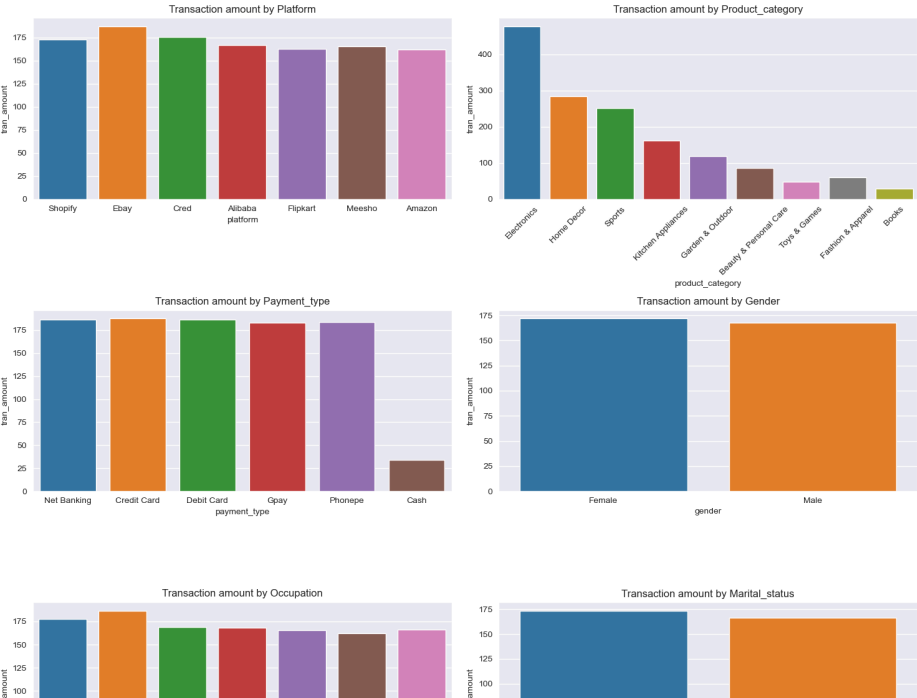 Transaction amount by Platform
175
150
125
100
75
50
25
0
tran_amount
Shopify Ebay Cred Alibaba Flipkart Meesho Amazon
platform
Transaction amount by Product_category
400
300
200
100
0
tran_amount
Electronics Home Decor Sports Kitchen Appliances Garden & Outdoor Beauty & Personal Care Toys & Games Fashion & Apparel Books
product_category
Transaction amount by Payment_type
175
150
125
100
75
50
25
0
tran_amount
Net Banking Credit Card Debit Card Gpay Phonepe Cash
payment_type
Transaction amount by Gender
175
150
125
100
75
50
25
0
tran_amount
Female Male
gender
Transaction amount by Occupation
175
150
125
100
amount
Transaction amount by Marital_status
175
150
125
100
amount